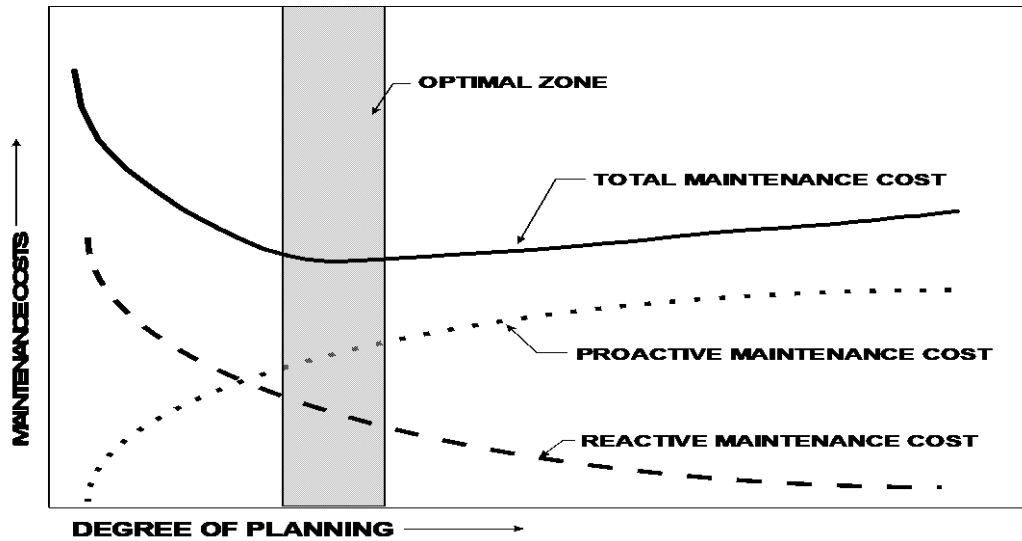 OPTIMAL ZONE
TOTAL MAINTENANCE COST
PROACTIVE MAINTENANCE COST
REACTIVE MAINTENANCE COST
MAINTENANCE COSTS
DEGREE OF PLANNING